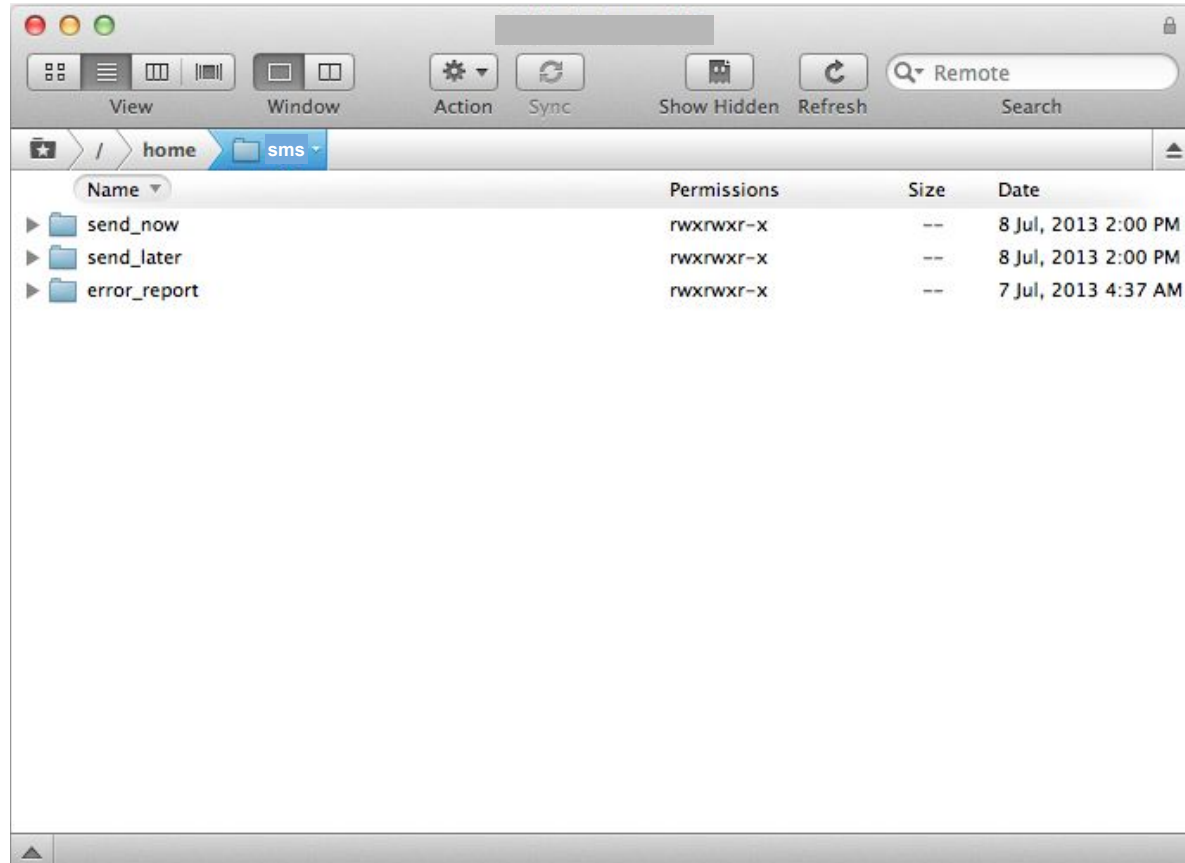 View Window Action Sync Show Hidden Refresh Remote Search
/ home sms
Name Permissions Size Date
send_now rwxrwxr-x -- 8 Jul, 2013 2:00 PM
send_later rwxrwxr-x -- 8 Jul, 2013 2:00 PM
error_report rwxrwxr-x -- 7 Jul, 2013 4:37 AM